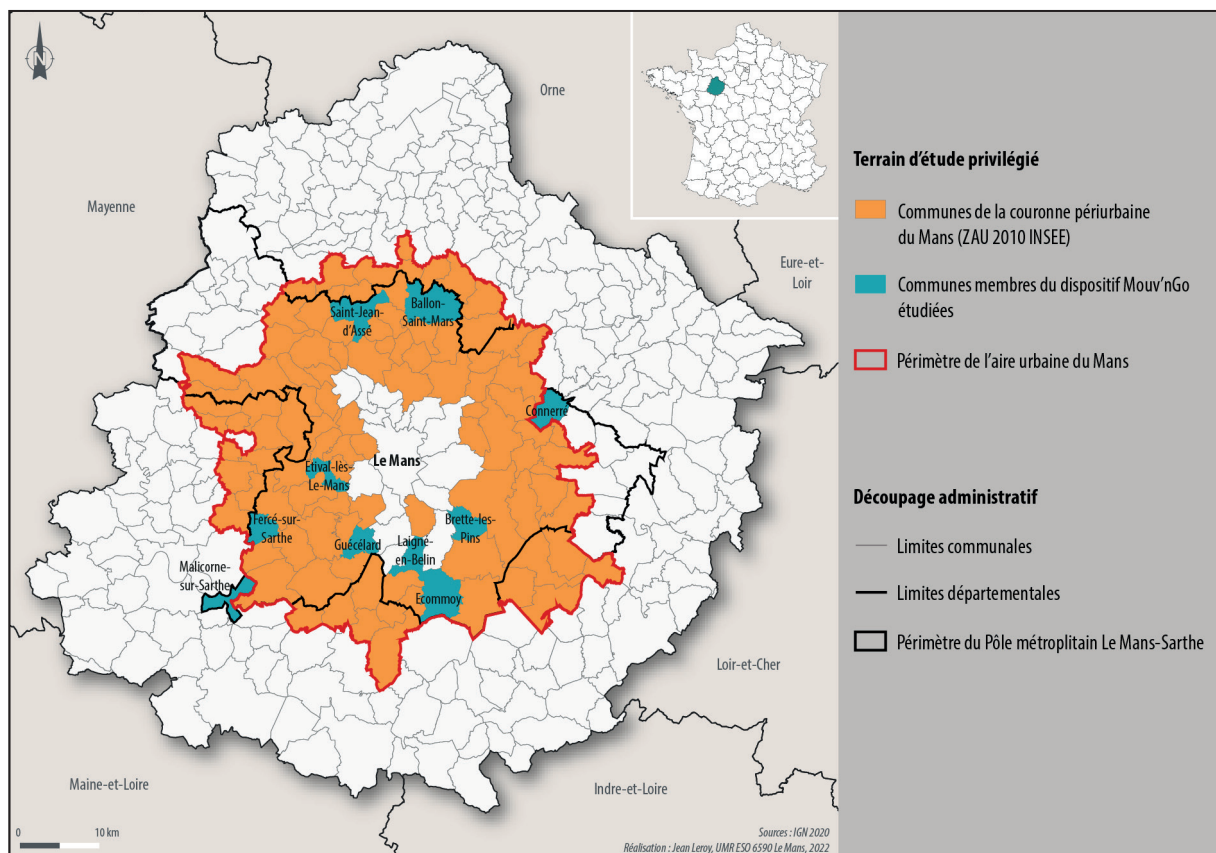 N
Orne
Mayenne
Eure-et-
Loir
Saint-Jean-
d'Assé
Ballon-
Saint-Mars
Connerré
Le Mans
Etival-lès-
Le-Mans
Fercé-sur-
Sarthe
Guécélard
Laigné-
en-Belin
Brette-les-
Pins
Malicorne-
sur-Sarthe
Ecommoy
Loir-et-Cher
Maine-et-Loire
Indre-et-Loire
0 10 km
Sources : IGN 2020
Réalisation : Jean Leroy, UMR ESO 6590 Le Mans, 2022
Terrain d'étude privilégié
Communes de la couronne périurbaine
du Mans (ZAU 2010 INSEE)
Communes membres du dispositif Mouv'nGo
étudiées
Périmètre de l'aire urbaine du Mans
Découpage administratif
Limites communales
Limites départementales
Périmètre du Pôle métroplitain Le Mans-Sarthe